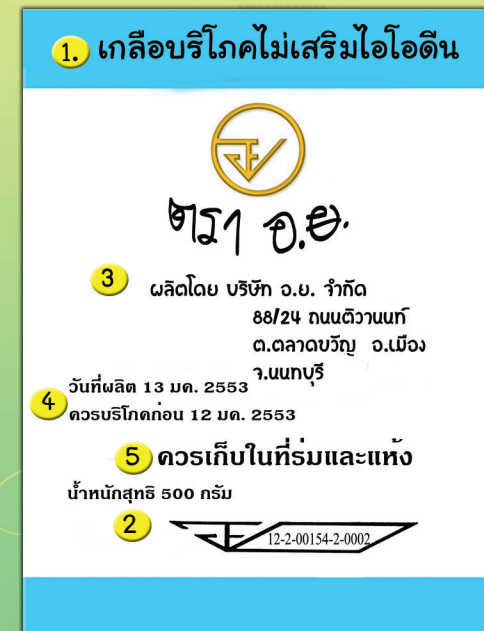 1. เกลือบริโภคไม่เสริมไอโอดีน
อย
ตรา อ.ย.
3 ผลิตโดย บริษัท อ.ย. จำกัด
88/24 ถนนติวานนท์
ต.ตลาดขวัญ อ.เมือง
จ.นนทบุรี
4 วันที่ผลิต 13 มค. 2553
ควรบริโภคก่อน 12 มค. 2553
5 ควรเก็บในที่ร่มและแห้ง
น้ำหนักสุทธิ 500 กรัม
2 อย 12-2-00154-2-0002